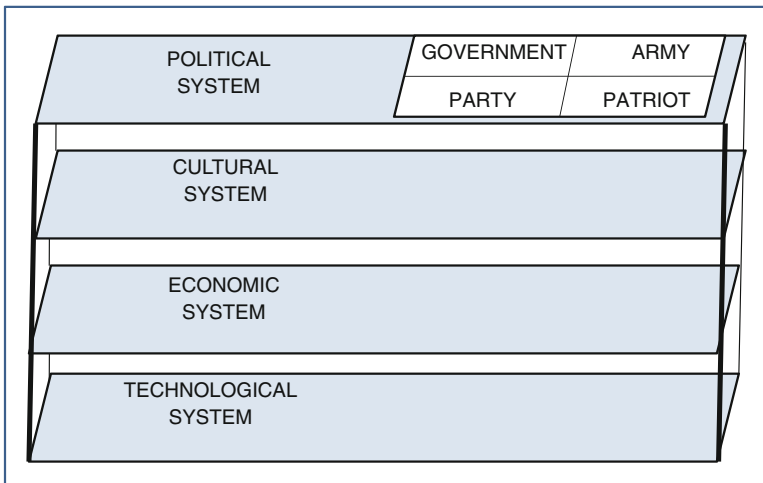 POLITICAL
SYSTEM
GOVERNMENT ARMY
PARTY PATRIOT
CULTURAL
SYSTEM
ECONOMIC
SYSTEM
TECHNOLOGICAL
SYSTEM